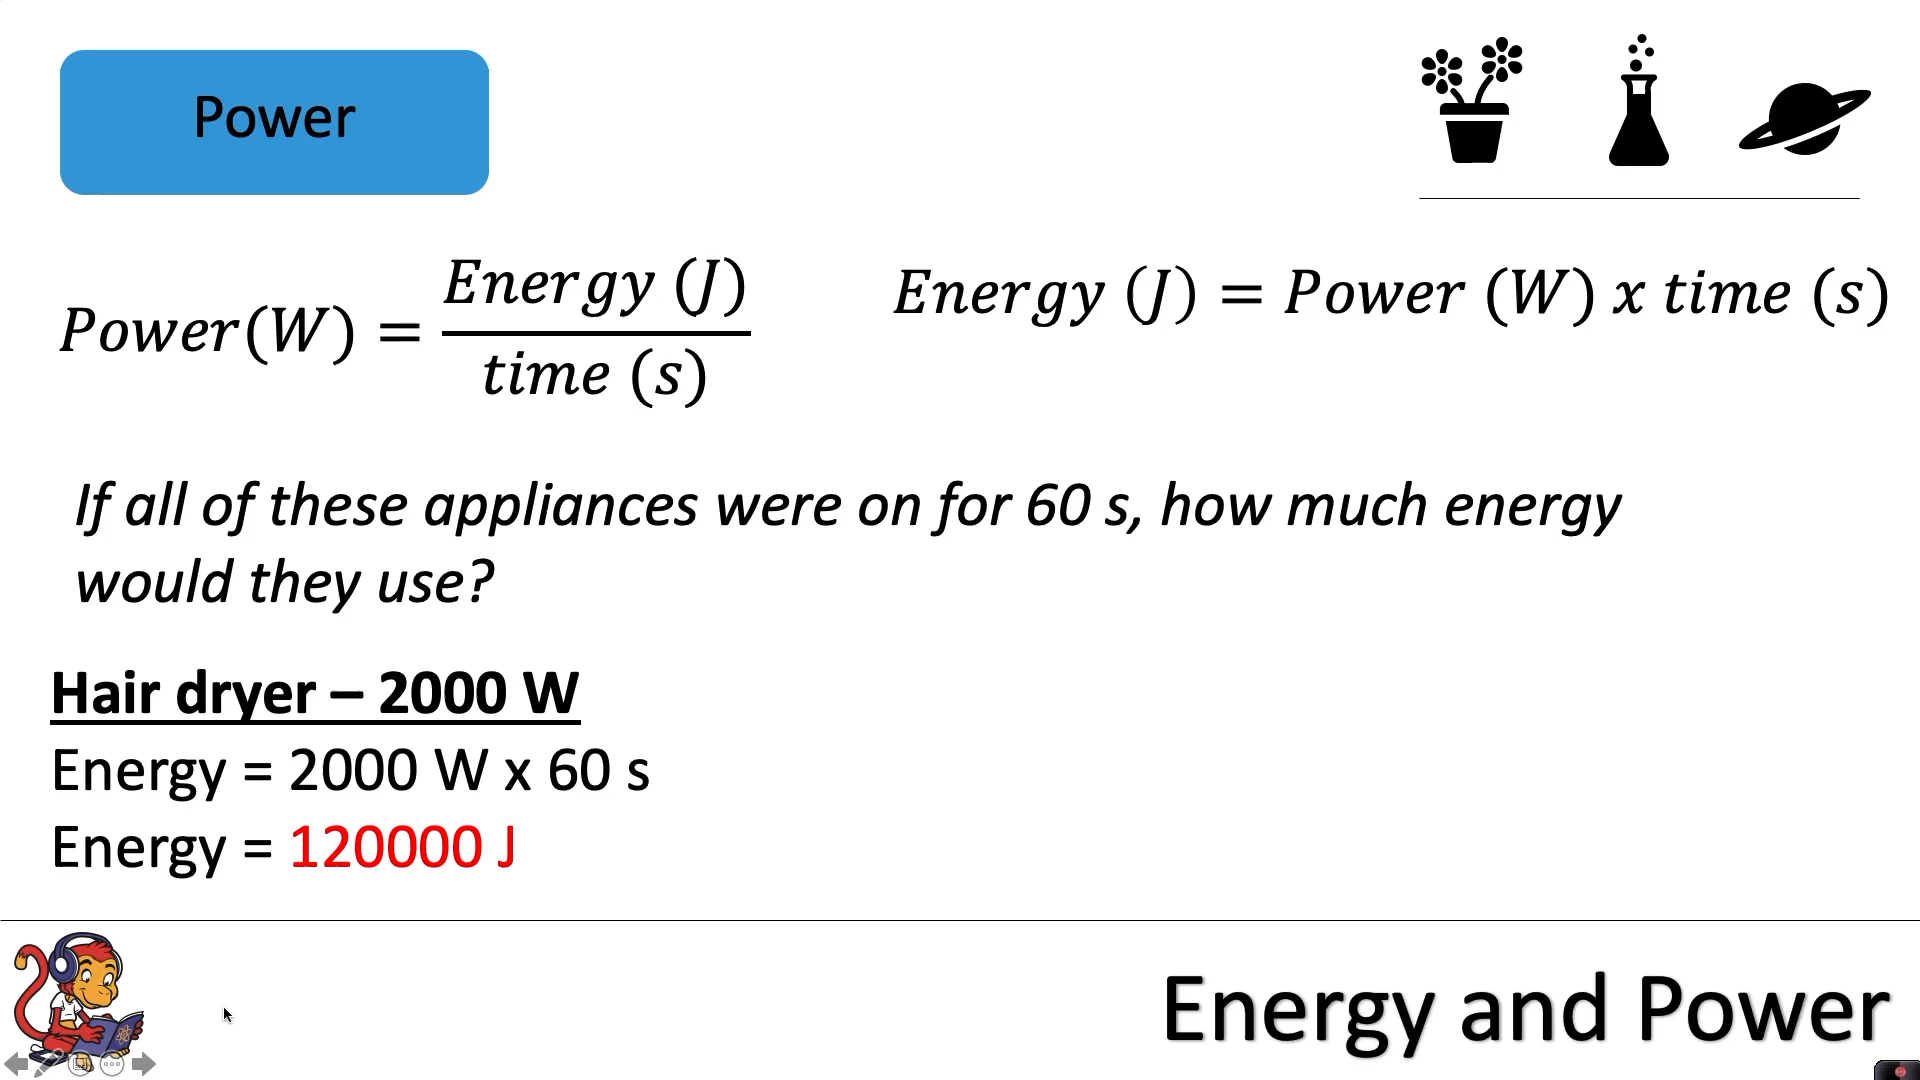 Power
Power(W) = Energy (J) / time (s)
Energy (J) = Power (W) x time (s)
If all of these appliances were on for 60 s, how much energy
would they use?
Hair dryer – 2000 W
Energy = 2000 W x 60 s
Energy = 120000 J
Energy and Power